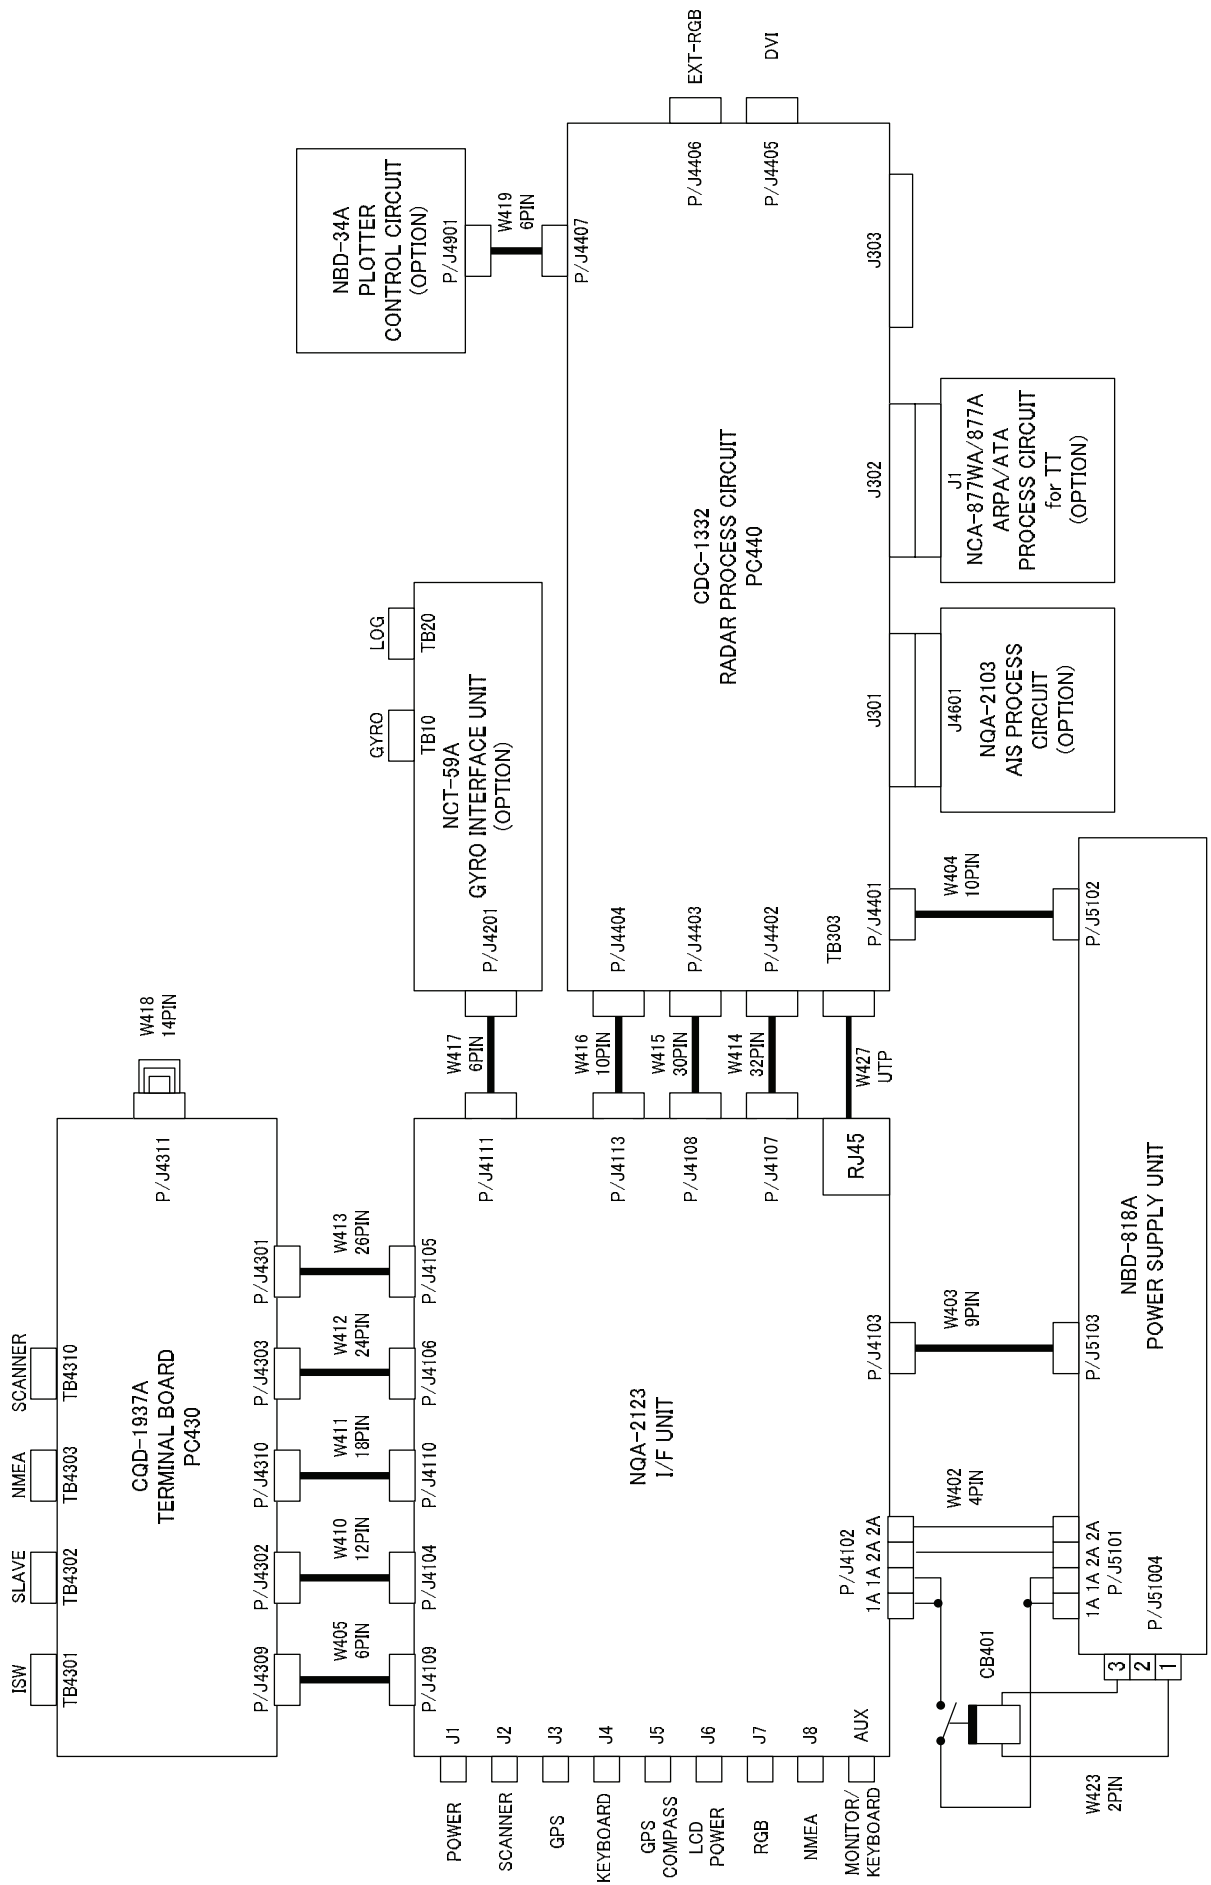 ISW
SLAVE
NMEA
SCANNER
TB4301
TB4302
TB4303
TB4310
CQD-1937A
TERMINAL BOARD
PC430
P/J4311
W418
14PIN
P/J4309
P/J4302
P/J4310
P/J4303
P/J4301
W405
6PIN
W410
12PIN
W411
18PIN
W412
24PIN
W413
26PIN
P/J4109
P/J4104
P/J4110
P/J4106
P/J4105
POWER
J1
SCANNER
J2
GPS
J3
KEYBOARD
J4
GPS
COMPASS
J5
LCD
POWER
J6
RGB
J7
NMEA
J8
MONITOR/
KEYBOARD
AUX
NQA-2123
I/F UNIT
P/J4111
P/J4113
P/J4108
P/J4107
RJ45
P/J4102
1A 1A 2A 2A
P/J4103
W417
6PIN
W416
10PIN
W415
30PIN
W414
32PIN
W427
UTP
GYRO
LOG
TB10
TB20
NCT-59A
GYRO INTERFACE UNIT
(OPTION)
P/J4201
NBD-34A
PLOTTER
CONTROL CIRCUIT
(OPTION)
P/J4901
W419
6PIN
P/J4407
P/J4404
P/J4403
P/J4402
TB303
P/J4401
CDC-1332
RADAR PROCESS CIRCUIT
PC440
P/J4406
EXT-RGB
P/J4405
DVI
J301
J302
J303
J4601
NQA-2103
AIS PROCESS
CIRCUIT
(OPTION)
J1
NCA-877WA/877A
ARPA/ATA
PROCESS CIRCUIT
for TT
(OPTION)
W402
4PIN
W403
9PIN
W404
10PIN
CB401
W423
2PIN
1A 1A 2A 2A
P/J5101
P/J5103
P/J5102
P/J51004
3
2
1
NBD-818A
POWER SUPPLY UNIT